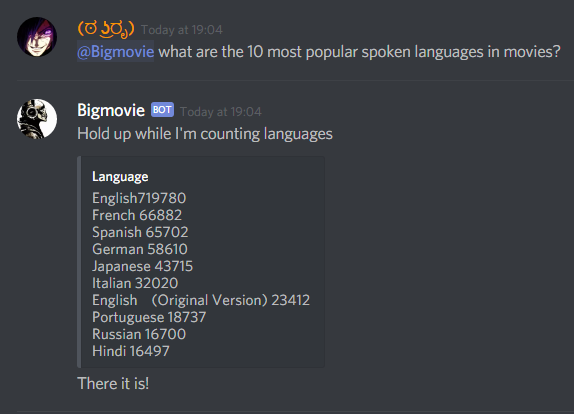 (ಠ ͜ʖರೃ) Today at 19:04
@Bigmovie what are the 10 most popular spoken languages in movies?
Bigmovie BOT Today at 19:04
Hold up while I'm counting languages
Language
English719780
French 66882
Spanish 65702
German 58610
Japanese 43715
Italian 32020
English (Original Version) 23412
Portuguese 18737
Russian 16700
Hindi 16497
There it is!